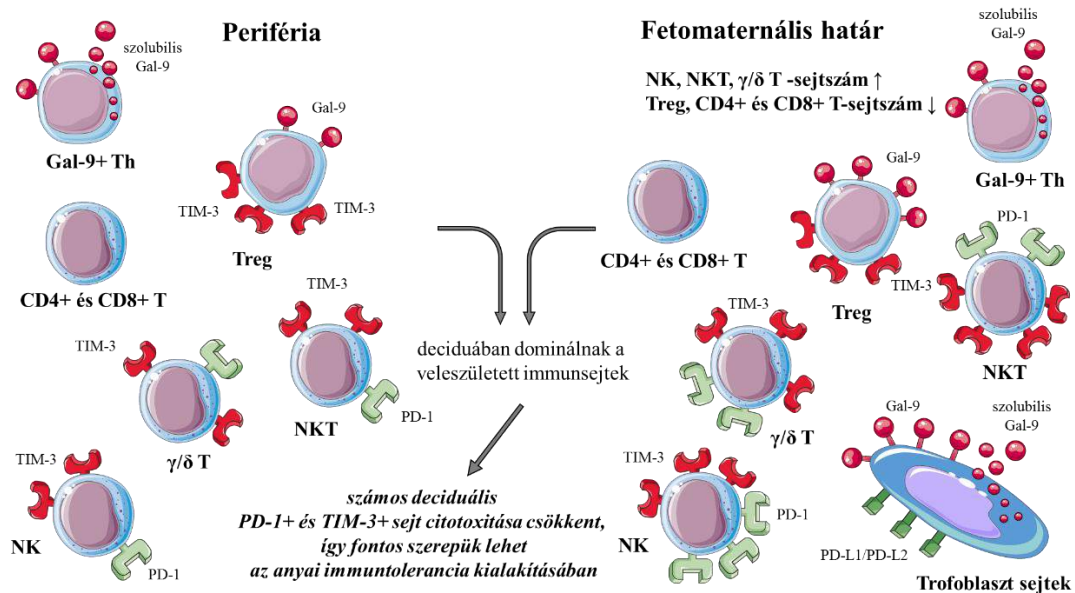 Periféria
szolubilis
Gal-9
Gal-9+ Th
Gal-9
TIM-3
TIM-3
Treg
CD4+ és CD8+ T
TIM-3
TIM-3
γ/δ T
NKT
PD-1
TIM-3
NK
PD-1
deciduában dominálnak a
veleszületett immunsejtek
számos deciduális
PD-1+ és TIM-3+ sejt citotoxitása csökkent,
így fontos szerepük lehet
az anyai immuntolerancia kialakításában
Fetomaternális határ
NK, NKT, γ/δ T -sejtszám ↑
Treg, CD4+ és CD8+ T-sejtszám ↓
szolubilis
Gal-9
Gal-9+ Th
Gal-9
CD4+ és CD8+ T
TIM-3
Treg
PD-1
NKT
TIM-3
γ/δ T
TIM-3
PD-1
NK
Gal-9
szolubilis
Gal-9
PD-L1/PD-L2
Trofoblaszt sejtek